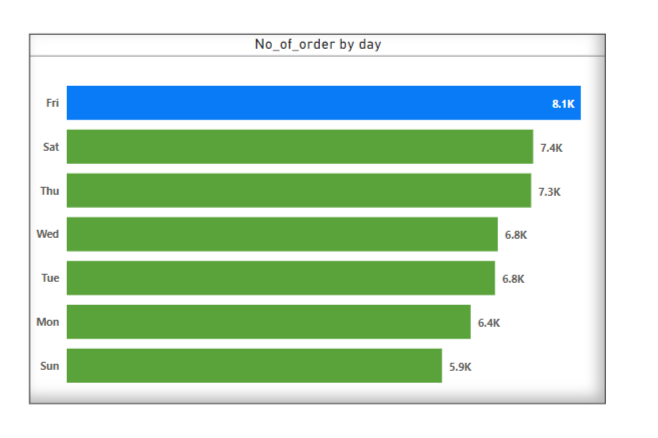 No_of_order by day
Fri 8.1K
Sat 7.4K
Thu 7.3K
Wed 6.8K
Tue 6.8K
Mon 6.4K
Sun 5.9K